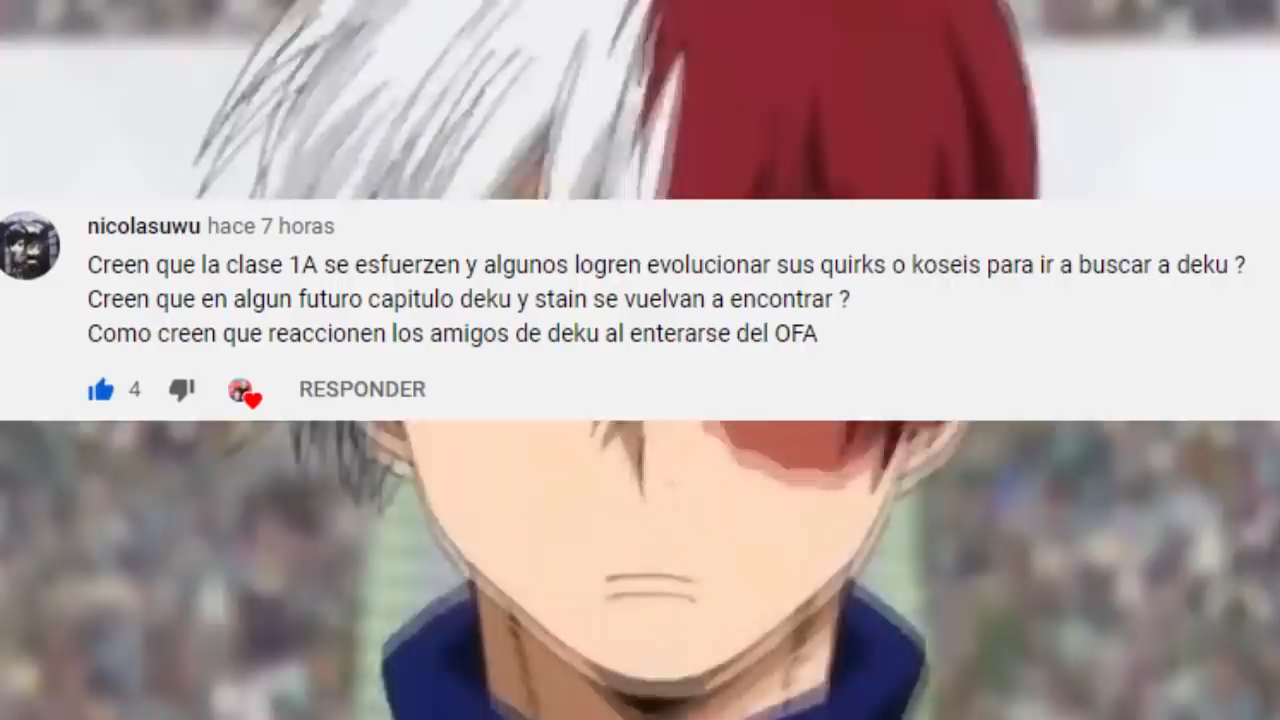 nicolasuwu hace 7 horas
Creen que la clase 1A se esfuerzen y algunos logren evolucionar sus quirks o koseis para ir a buscar a deku ?
Creen que en algun futuro capitulo deku y stain se vuelvan a encontrar ?
Como creen que reaccionen los amigos de deku al enterarse del OFA
4 RESPONDER